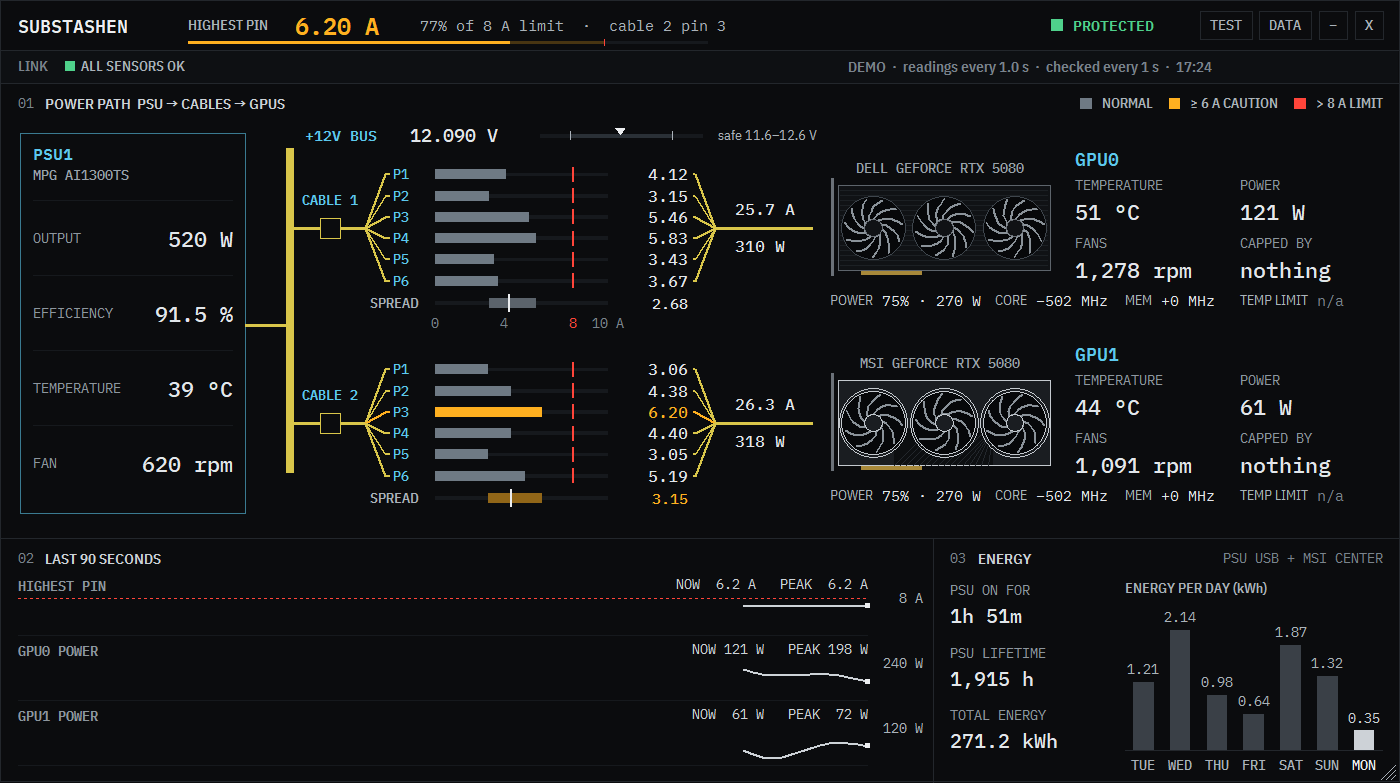 SUBSTASHEN HIGHEST PIN 6.20 A 77% of 8 A limit · cable 2 pin 3 PROTECTED TEST DATA − X
LINK ALL SENSORS OK DEMO · readings every 1.0 s · checked every 1 s · 17:24
01 POWER PATH PSU → CABLES → GPUS NORMAL ≥ 6 A CAUTION > 8 A LIMIT
PSU1
MPG AI1300TS
OUTPUT 520 W
EFFICIENCY 91.5 %
TEMPERATURE 39 °C
FAN 620 rpm
+12V BUS 12.090 V safe 11.6–12.6 V
CABLE 1
P1 4.12
P2 3.15
P3 5.46
P4 5.83
P5 3.43
P6 3.67
SPREAD 2.68
0 4 8 10 A
25.7 A
310 W
CABLE 2
P1 3.06
P2 4.38
P3 6.20
P4 4.40
P5 3.05
P6 5.19
SPREAD 3.15
26.3 A
318 W
DELL GEFORCE RTX 5080
GPU0
TEMPERATURE POWER
51 °C 121 W
FANS CAPPED BY
1,278 rpm nothing
POWER 75% · 270 W CORE −502 MHz MEM +0 MHz TEMP LIMIT n/a
MSI GEFORCE RTX 5080
GPU1
TEMPERATURE POWER
44 °C 61 W
FANS CAPPED BY
1,091 rpm nothing
POWER 75% · 270 W CORE −502 MHz MEM +0 MHz TEMP LIMIT n/a
02 LAST 90 SECONDS
HIGHEST PIN NOW 6.2 A PEAK 6.2 A
8 A
GPU0 POWER NOW 121 W PEAK 198 W
240 W
GPU1 POWER NOW 61 W PEAK 72 W
120 W
03 ENERGY PSU USB + MSI CENTER
PSU ON FOR
1h 51m
PSU LIFETIME
1,915 h
TOTAL ENERGY
271.2 kWh
ENERGY PER DAY (kWh)
1.21 2.14 0.98 0.64 1.87 1.32 0.35
TUE WED THU FRI SAT SUN MON